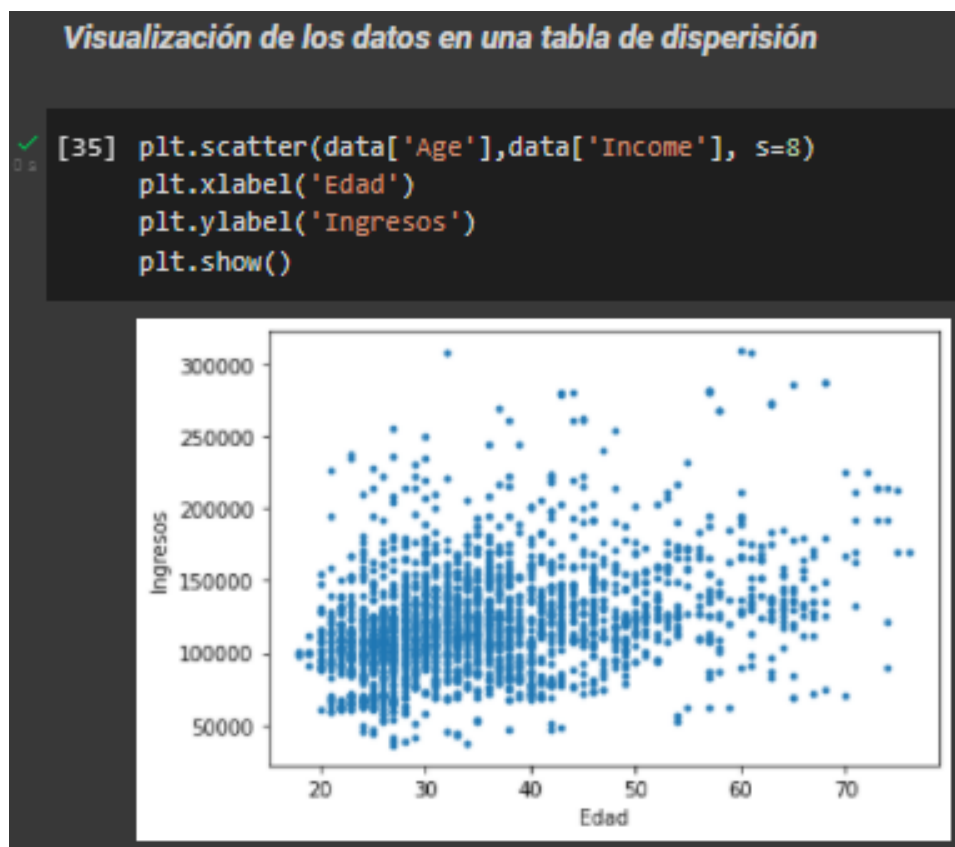 Visualización de los datos en una tabla de disperisión
[35] plt.scatter(data['Age'],data['Income'], s=8)
0 s
plt.xlabel('Edad')
plt.ylabel('Ingresos')
plt.show()
300000
250000
200000
150000
100000
50000
Ingresos
20 30 40 50 60 70
Edad